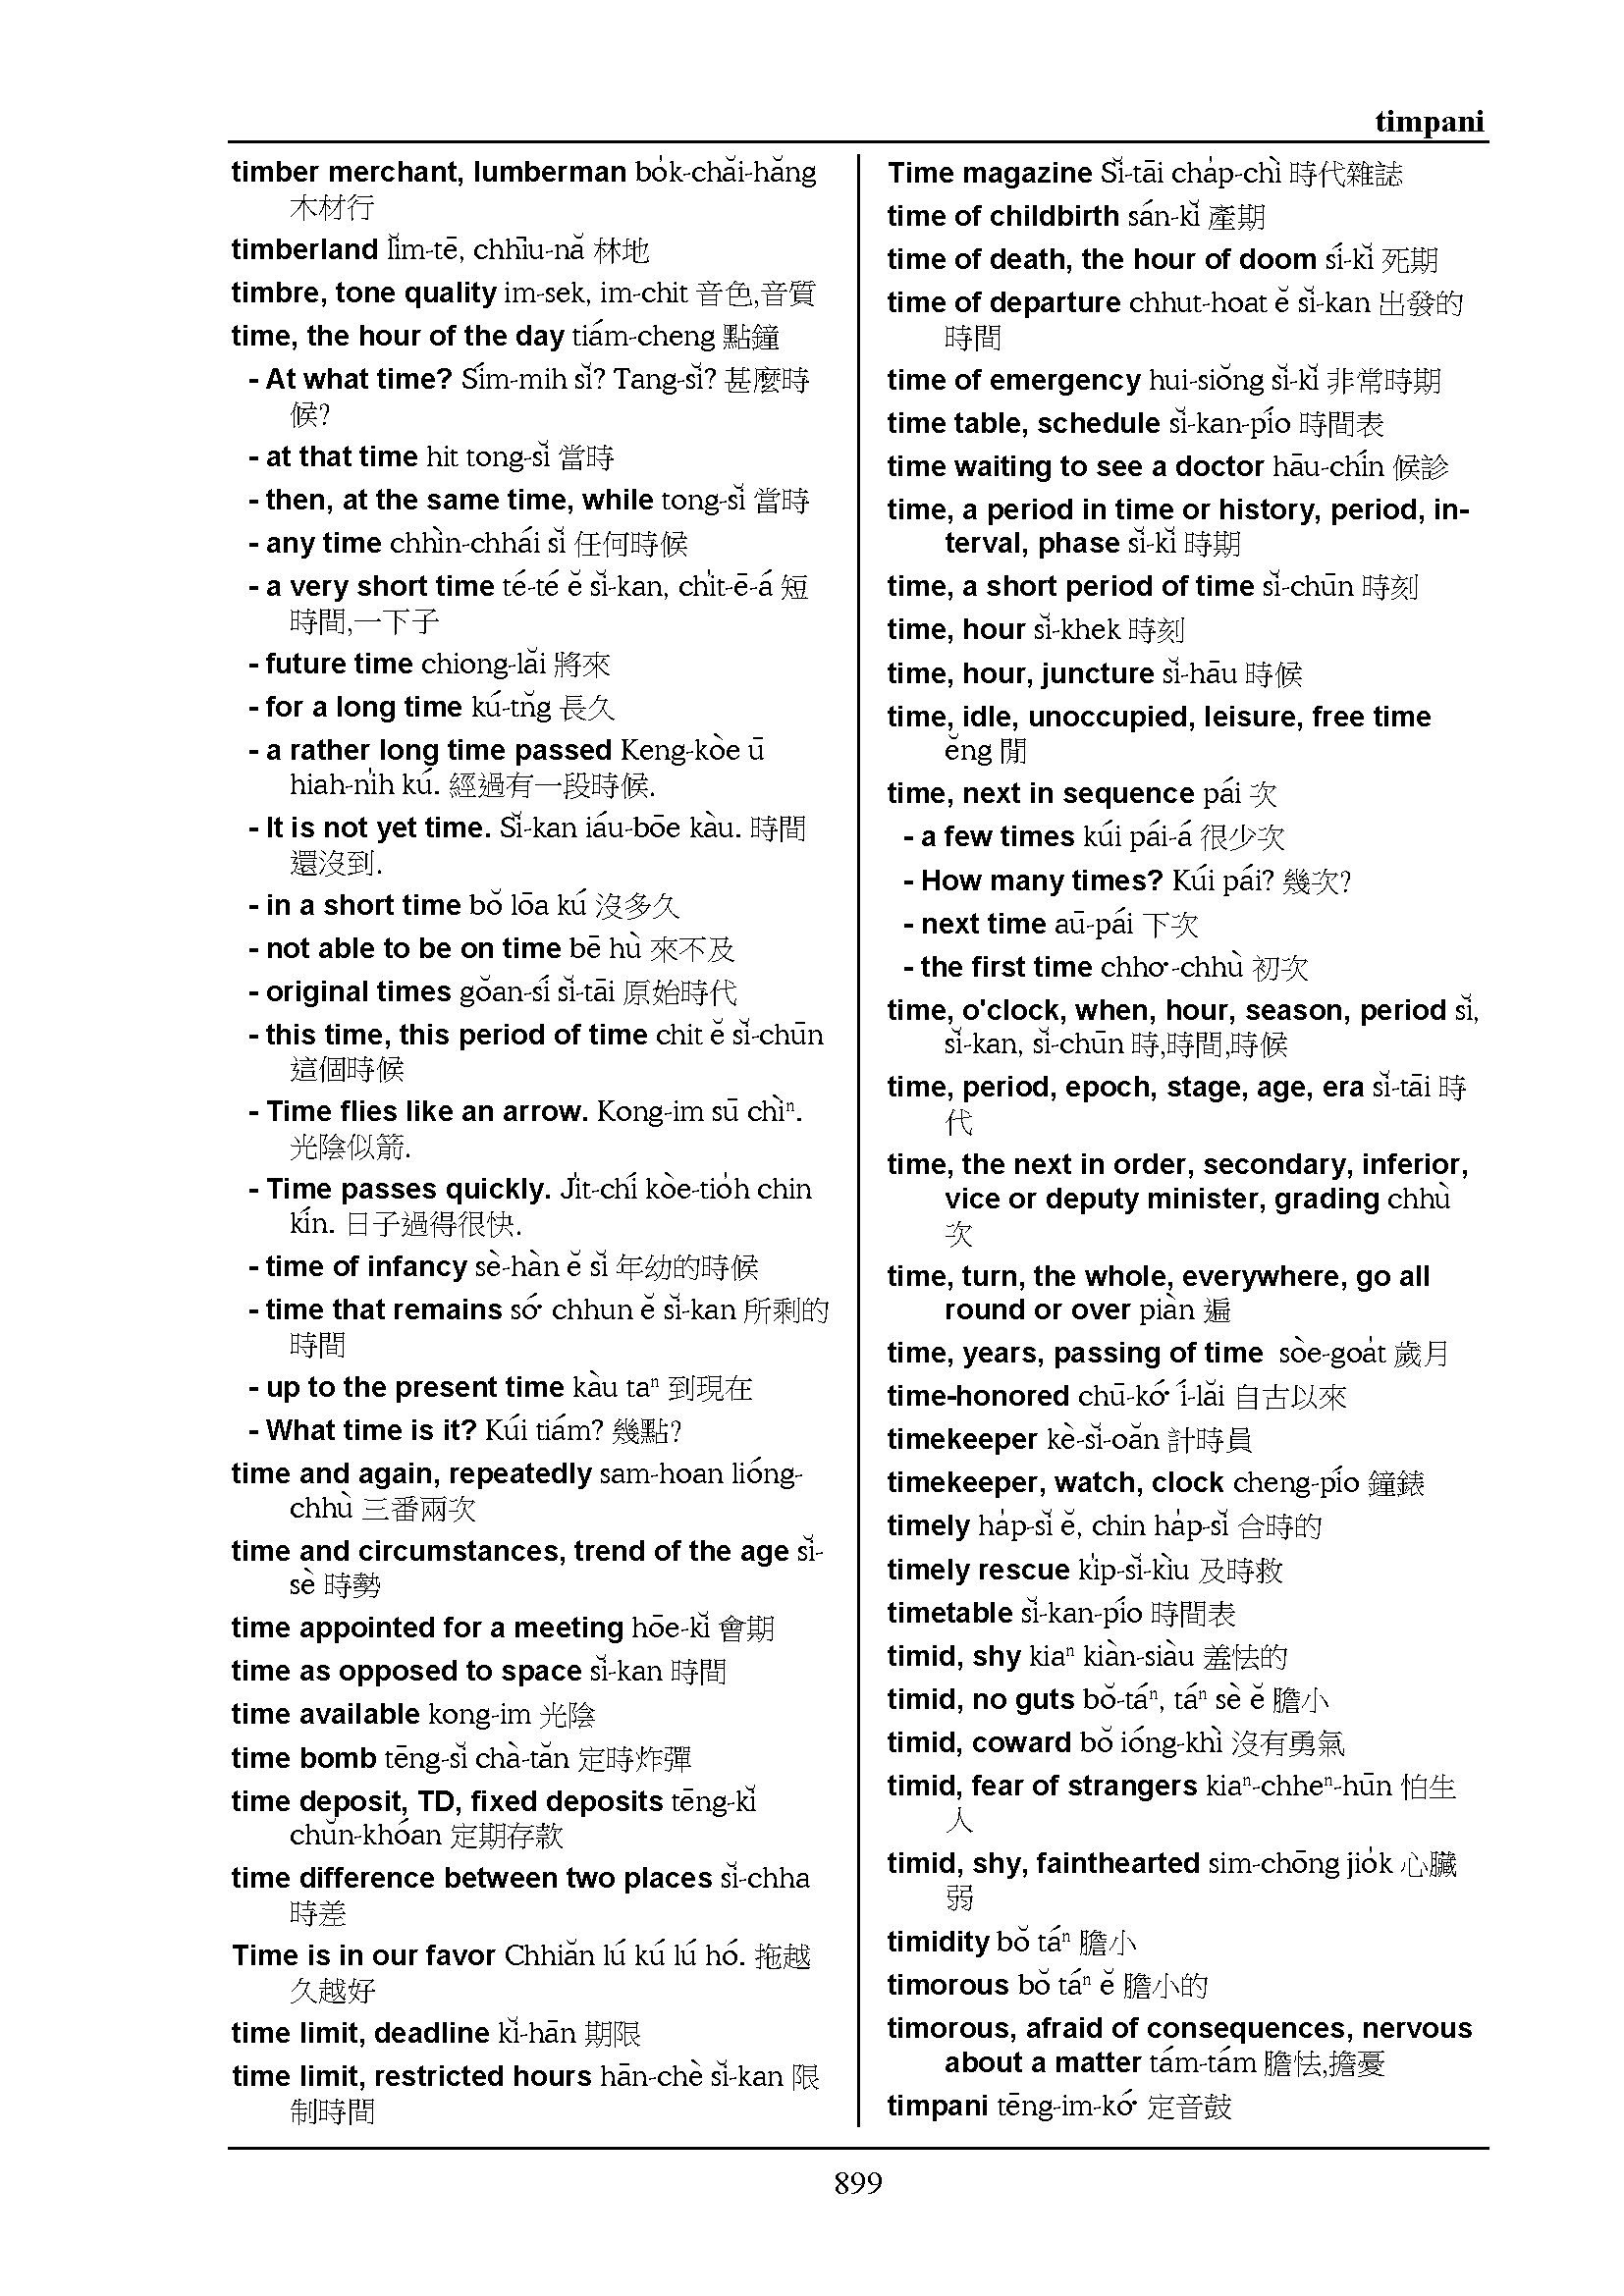 timpani
timber merchant, lumberman bo̍k-chăi-hăng
木材行
timberland lĭm-tē, chhīu-nă 林地
timbre, tone quality im-sek, im-chit 音色,音質
time, the hour of the day tiám-cheng 點鐘
- At what time? Sím-mih sĭ? Tang-sĭ? 甚麼時
候?
- at that time hit tong-sĭ 當時
- then, at the same time, while tong-sĭ 當時
- any time chhìn-chhái sĭ 任何時候
- a very short time té-té ĕ sĭ-kan, chi̍t-ē-á 短
時間,一下子
- future time chiong-lăi 將來
- for a long time kú-tn̆g 長久
- a rather long time passed Keng-kòe ū
hiah-ni̍h kú. 經過有一段時候.
- It is not yet time. Sĭ-kan iáu-bōe kàu. 時間
還沒到.
- in a short time bŏ lōa kú 沒多久
- not able to be on time bē hù 來不及
- original times gŏan-sí sĭ-tāi 原始時代
- this time, this period of time chit ĕ sĭ-chūn
這個時候
- Time flies like an arrow. Kong-im sū chìⁿ.
光陰似箭.
- Time passes quickly. Ji̍t-chí kòe-tio̍h chin
kín. 日子過得很快.
- time of infancy sè-hàn ĕ sĭ 年幼的時候
- time that remains só͘ chhun ĕ sĭ-kan 所剩的
時間
- up to the present time kàu taⁿ 到現在
- What time is it? Kúi tiám? 幾點?
time and again, repeatedly sam-hoan lióng-
chhù 三番兩次
time and circumstances, trend of the age sĭ-
sè 時勢
time appointed for a meeting hōe-kĭ 會期
time as opposed to space sĭ-kan 時間
time available kong-im 光陰
time bomb tēng-sĭ chà-tăn 定時炸彈
time deposit, TD, fixed deposits tēng-kĭ
chŭn-khóan 定期存款
time difference between two places sĭ-chha
時差
Time is in our favor Chhiăn lú kú lú hó. 拖越
久越好
time limit, deadline kĭ-hān 期限
time limit, restricted hours hān-chè sĭ-kan 限
制時間
Time magazine Sĭ-tāi cha̍p-chì 時代雜誌
time of childbirth sán-kĭ 產期
time of death, the hour of doom sí-kĭ 死期
time of departure chhut-hoat ĕ sĭ-kan 出發的
時間
time of emergency hui-siŏng sĭ-kĭ 非常時期
time table, schedule sĭ-kan-pío 時間表
time waiting to see a doctor hāu-chín 候診
time, a period in time or history, period, in-
terval, phase sĭ-kĭ 時期
time, a short period of time sĭ-chūn 時刻
time, hour sĭ-khek 時刻
time, hour, juncture sĭ-hāu 時候
time, idle, unoccupied, leisure, free time
ĕng 閒
time, next in sequence pái 次
- a few times kúi pái-á 很少次
- How many times? Kúi pái? 幾次?
- next time aū-pái 下次
- the first time chho͘-chhù 初次
time, o'clock, when, hour, season, period sĭ,
sĭ-kan, sĭ-chūn 時,時間,時候
time, period, epoch, stage, age, era sĭ-tāi 時
代
time, the next in order, secondary, inferior,
vice or deputy minister, grading chhù
次
time, turn, the whole, everywhere, go all
round or over piàn 遍
time, years, passing of time sòe-goa̍t 歲月
time-honored chū-kó͘ í-lăi 自古以來
timekeeper kè-sĭ-oăn 計時員
timekeeper, watch, clock cheng-pío 鐘錶
timely ha̍p-sĭ ĕ, chin ha̍p-sĭ 合時的
timely rescue ki̍p-sĭ-kìu 及時救
timetable sĭ-kan-pío 時間表
timid, shy kiaⁿ kiàn-siàu 羞怯的
timid, no guts bŏ-táⁿ, táⁿ sè ĕ 膽小
timid, coward bŏ ióng-khì 沒有勇氣
timid, fear of strangers kiaⁿ-chheⁿ-hūn 怕生
人
timid, shy, fainthearted sim-chōng jio̍k 心臟
弱
timidity bŏ táⁿ 膽小
timorous bŏ táⁿ ĕ 膽小的
timorous, afraid of consequences, nervous
about a matter tám-tám 膽怯,擔憂
timpani tēng-im-kó͘ 定音鼓
899